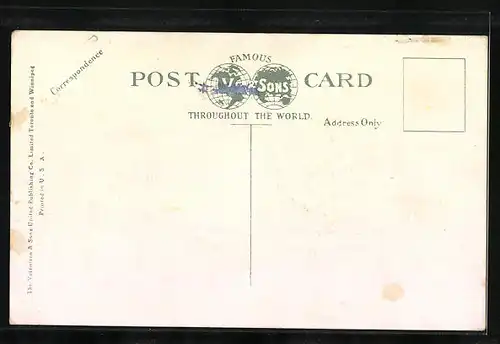 Correspondence
FAMOUS
POST V. SONS CARD
THROUGHOUT THE WORLD.
Address Only
The Valentine & Sons United Publishing Co. Limited Toronto and Winnipeg
Printed in U. S. A.